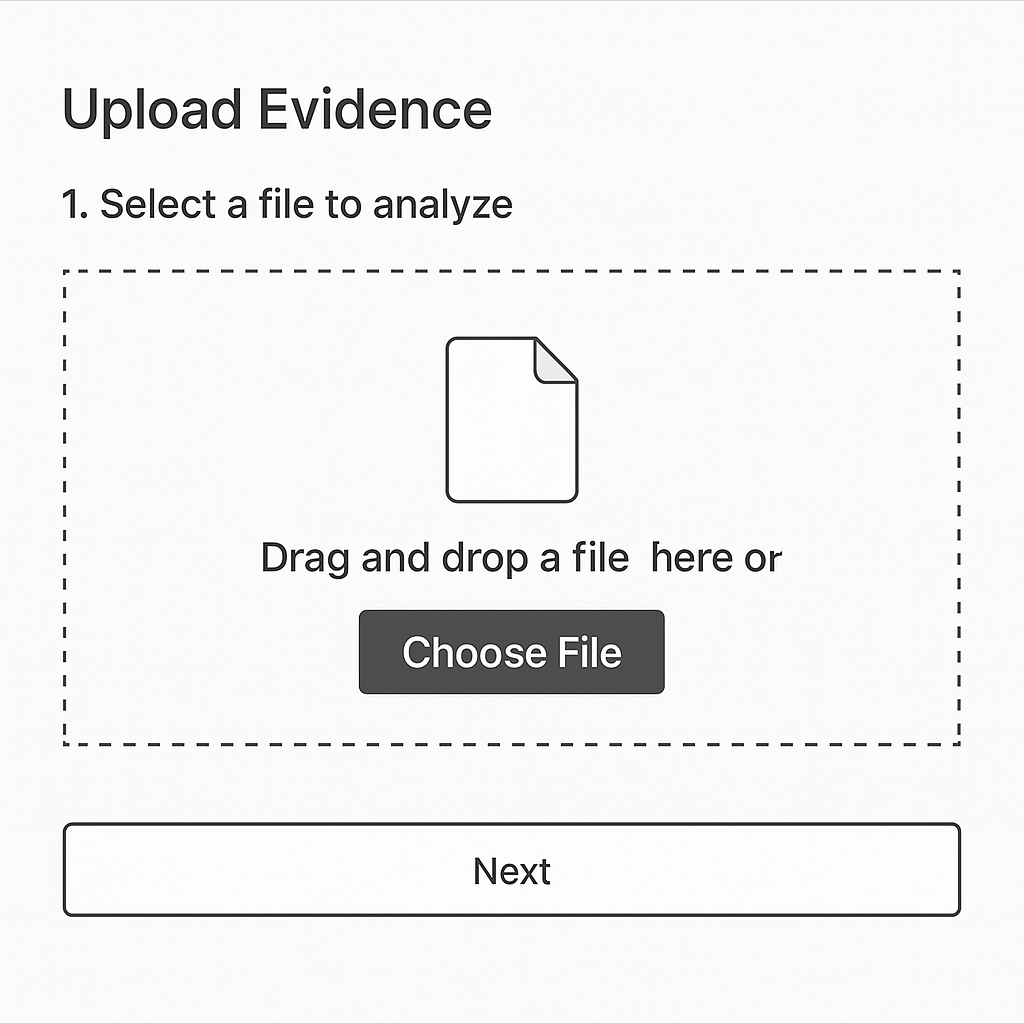 Upload Evidence
1. Select a file to analyze
Drag and drop a file here or
Choose File
Next